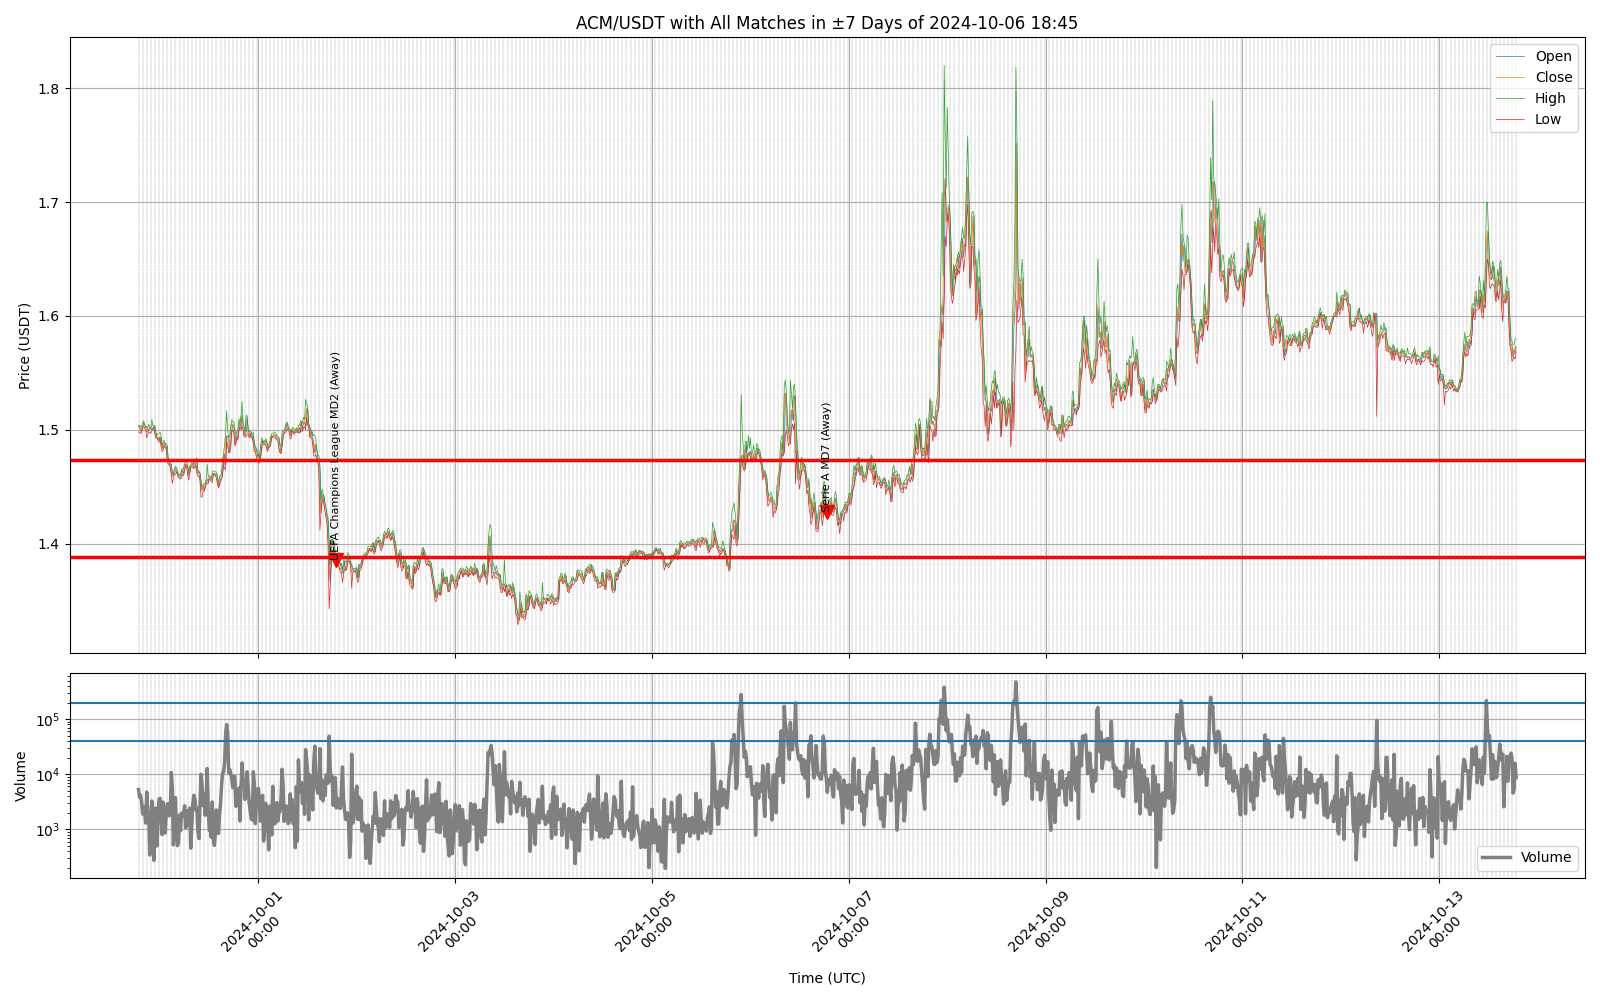 ACM/USDT with All Matches in ±7 Days of 2024-10-06 18:45
Open
Close
High
Low
1.8
1.7
1.6
1.5
1.4
Price (USDT)
UEFA Champions League MD2 (Away)
Serie A MD7 (Away)
10^5
10^4
10^3
Volume
Volume
2024-10-01
00:00
2024-10-03
00:00
2024-10-05
00:00
2024-10-07
00:00
2024-10-09
00:00
2024-10-11
00:00
2024-10-13
00:00
Time (UTC)